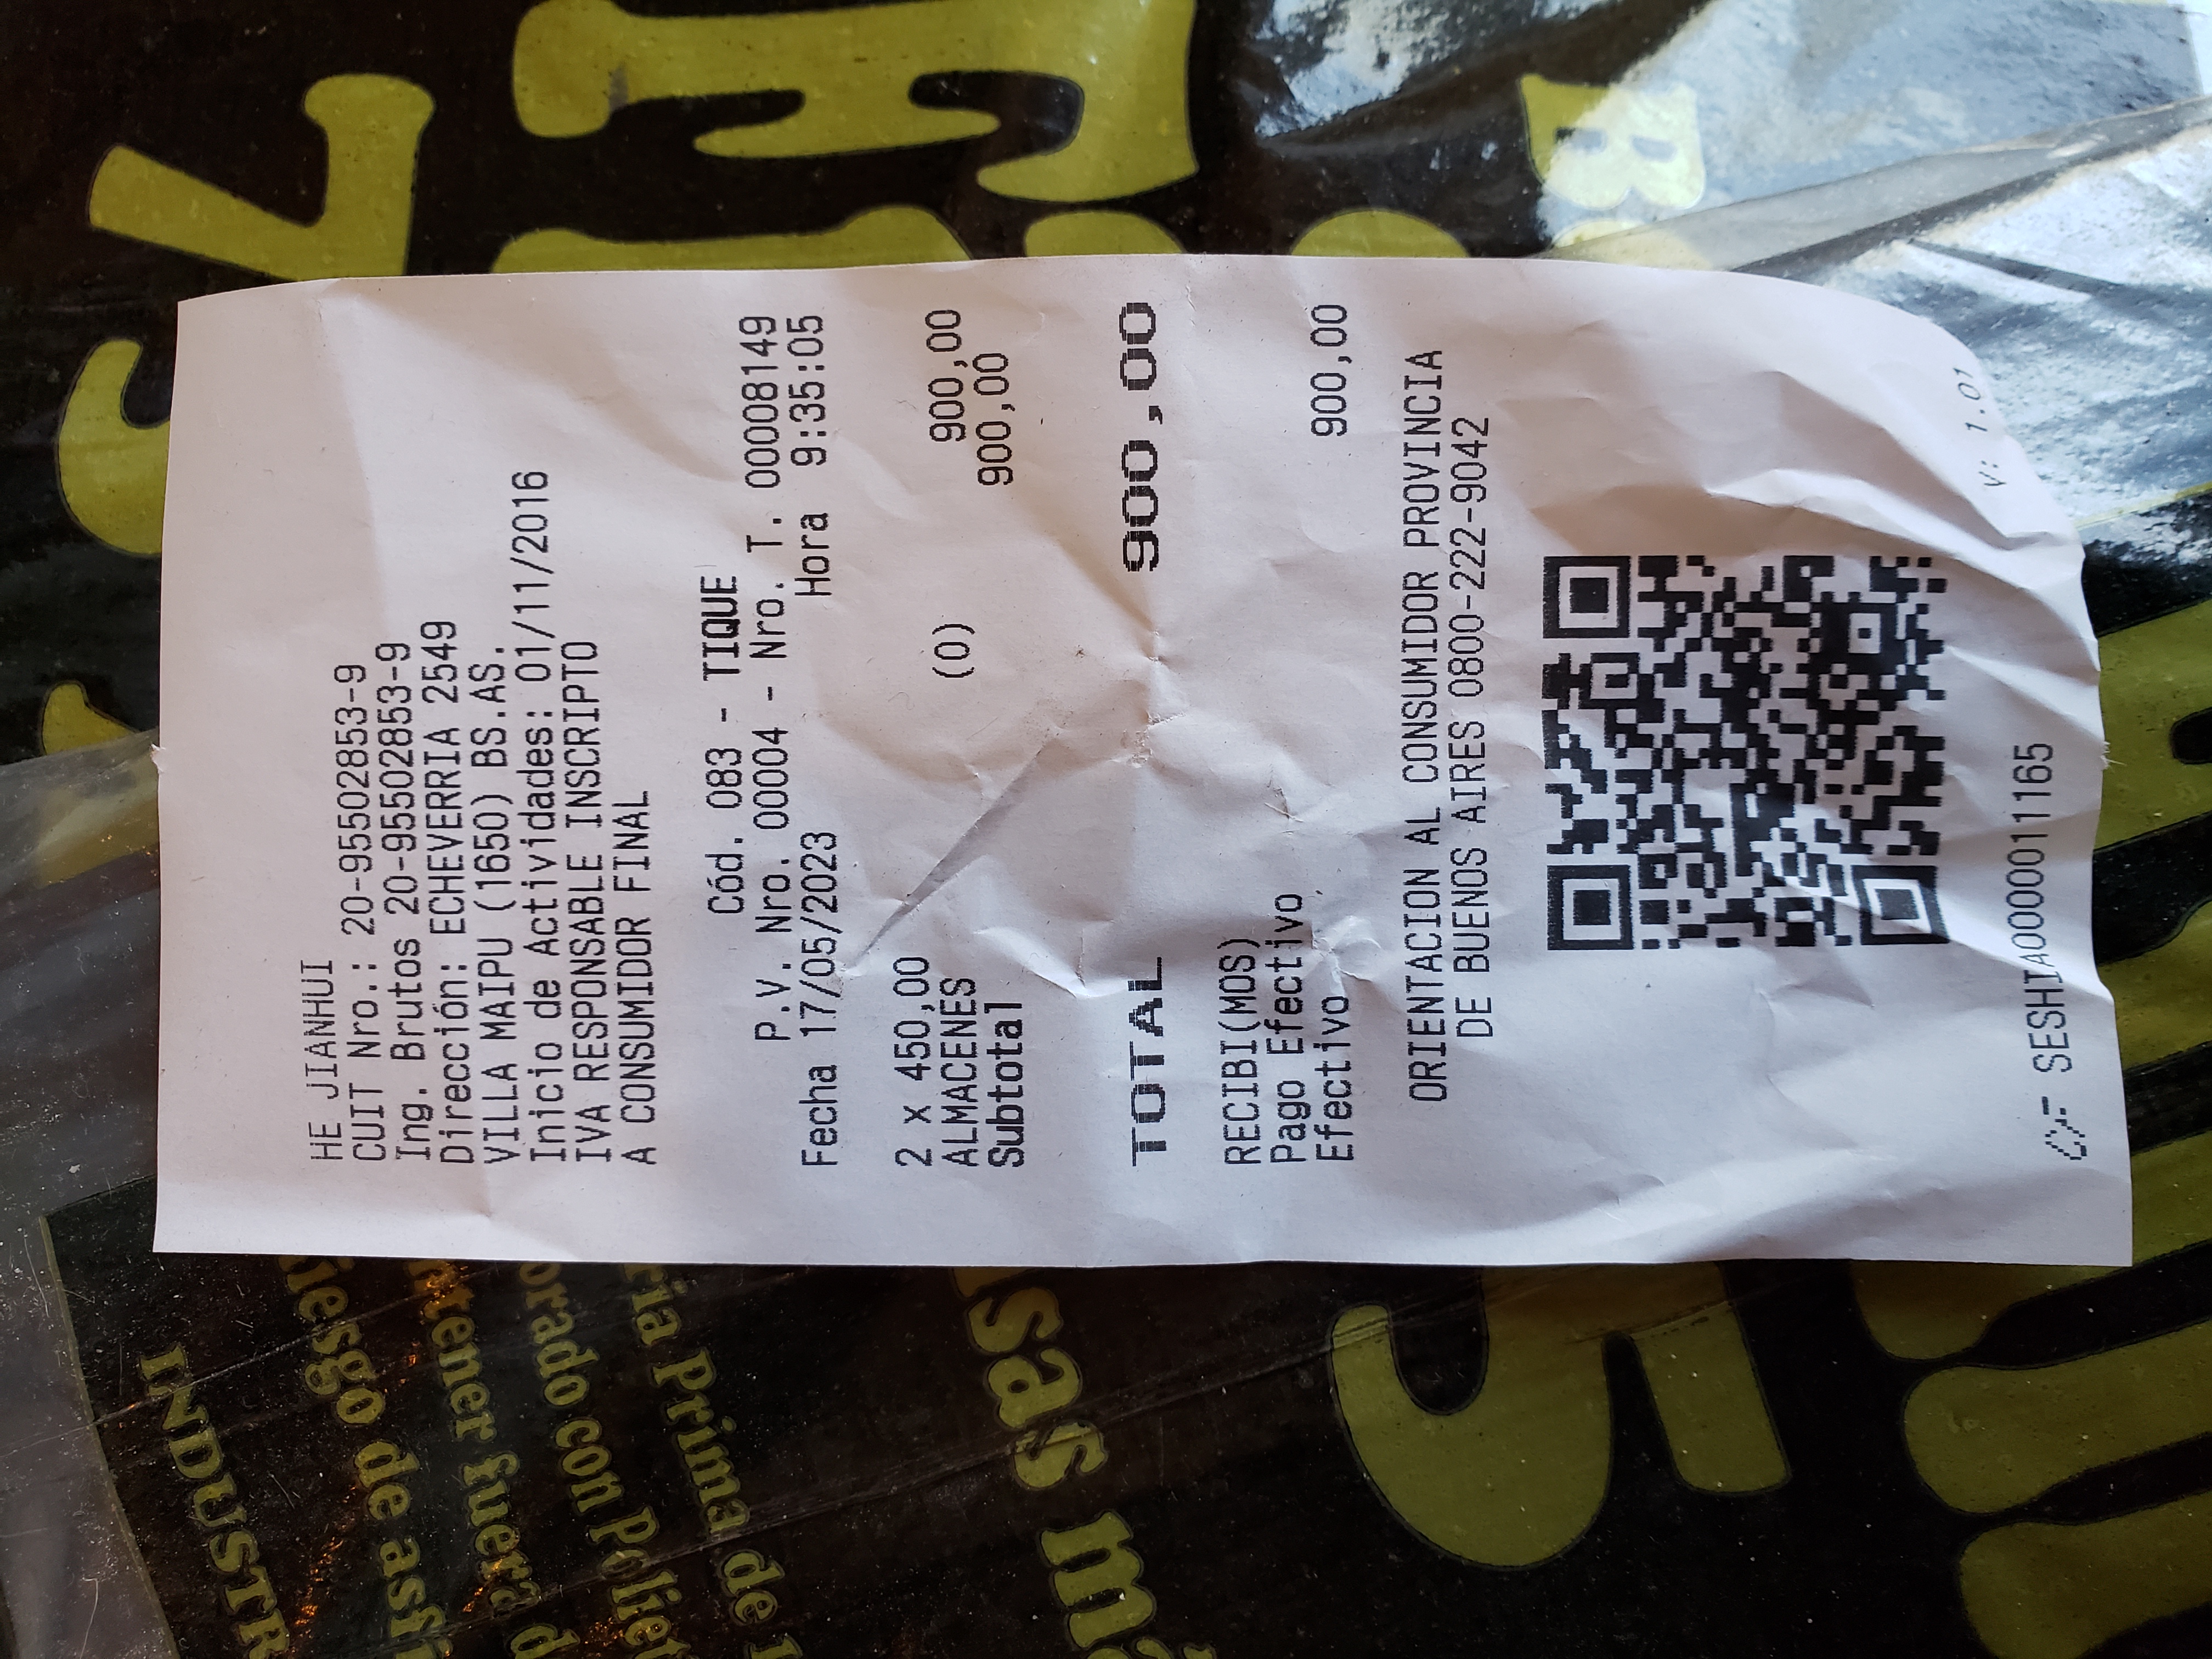 HE JIANHUI
CUIT Nro.: 20-95502853-9
Ing. Brutos 20-95502853-9
Dirección: ECHEVERRIA 2549
VILLA MAIPU (1650) BS.AS.
Inicio de Actividades: 01/11/2016
IVA RESPONSABLE INSCRIPTO
A CONSUMIDOR FINAL
Cód. 083 - TIQUE
P.V. Nro. 00004 - Nro. T. 00008149
Fecha 17/05/2023 Hora 9:35:05
2 x 450,00
ALMACENES (0) 900,00
Subtotal 900,00
TOTAL 900,00
RECIBI(MOS)
Pago Efectivo
Efectivo 900,00
ORIENTACION AL CONSUMIDOR PROVINCIA
DE BUENOS AIRES 0800-222-9042
V: 1.01
CF SESHIA0000011165